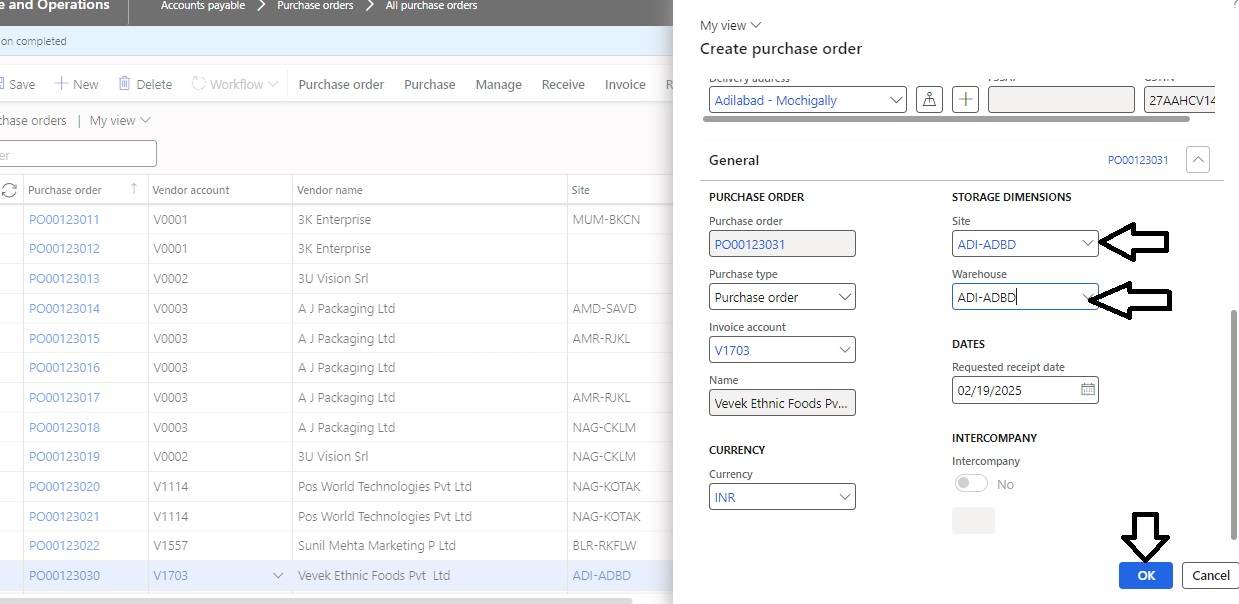 e and Operations
Accounts payable > Purchase orders > All purchase orders
on completed
Save New Delete Workflow Purchase order Purchase Manage Receive Invoice R
chase orders | My view
er
Purchase order ↑ Vendor account Vendor name Site
PO00123011 V0001 3K Enterprise MUM-BKCN
PO00123012 V0001 3K Enterprise
PO00123013 V0002 3U Vision Srl
PO00123014 V0003 A J Packaging Ltd AMD-SAVD
PO00123015 V0003 A J Packaging Ltd AMR-RJKL
PO00123016 V0003 A J Packaging Ltd
PO00123017 V0003 A J Packaging Ltd AMR-RJKL
PO00123018 V0003 A J Packaging Ltd NAG-CKLM
PO00123019 V0002 3U Vision Srl NAG-CKLM
PO00123020 V1114 Pos World Technologies Pvt Ltd NAG-KOTAK
PO00123021 V1114 Pos World Technologies Pvt Ltd NAG-KOTAK
PO00123022 V1557 Sunil Mehta Marketing P Ltd BLR-RKFLW
PO00123030 V1703 Vevek Ethnic Foods Pvt Ltd ADI-ADBD
My view
Create purchase order
Delivery address
Adilabad - Mochigally
27AAHCV14
General PO00123031
PURCHASE ORDER
Purchase order
PO00123031
Purchase type
Purchase order
Invoice account
V1703
Name
Vevek Ethnic Foods Pv...
CURRENCY
Currency
INR
STORAGE DIMENSIONS
Site
ADI-ADBD
Warehouse
ADI-ADBD
DATES
Requested receipt date
02/19/2025
INTERCOMPANY
Intercompany
No
OK Cancel